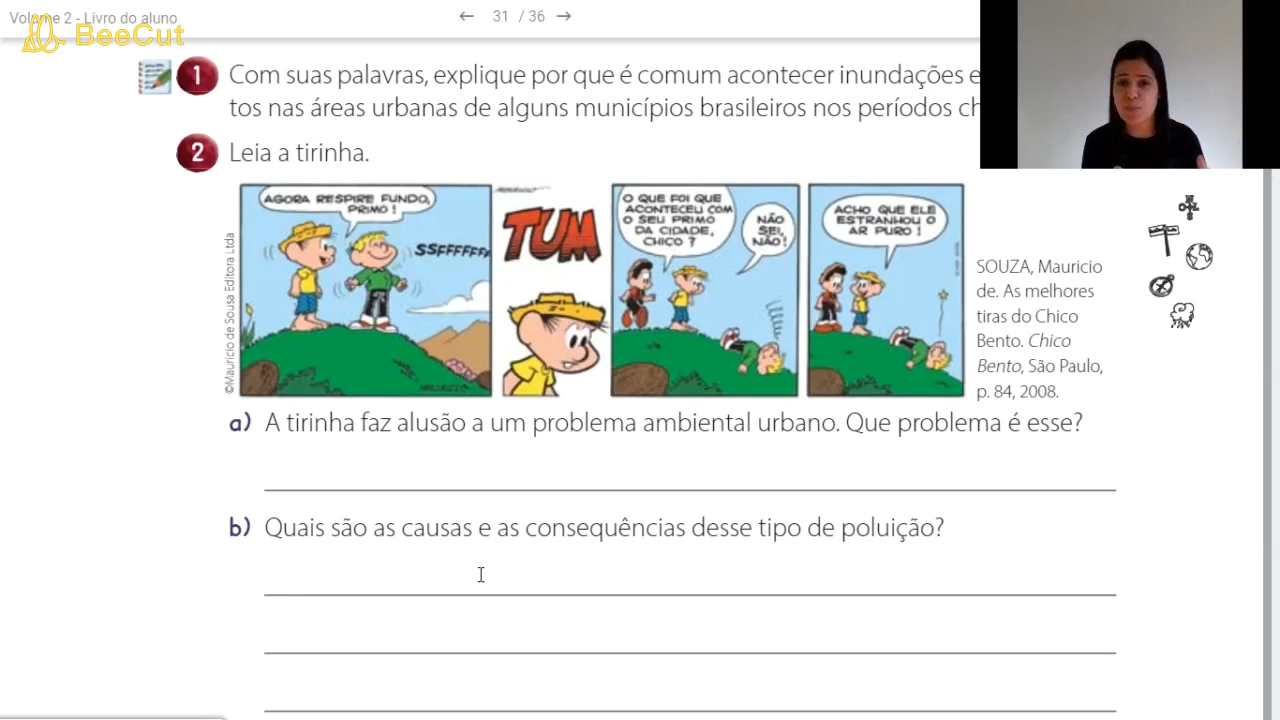 Volume 2 - Livro do aluno
31 / 36
BeeCut
1 Com suas palavras, explique por que é comum acontecer inundações e
tos nas áreas urbanas de alguns municípios brasileiros nos períodos ch
2 Leia a tirinha.
AGORA RESPIRE FUNDO,
PRIMO!
SSFFFFFFF
TUM
O QUE FOI QUE
ACONTECEU COM
O SEU PRIMO
DA CIDADE,
CHICO?
NÃO
SEI,
NÃO!
ACHO QUE ELE
ESTRANHOU O
AR PURO!
©Mauricio de Sousa Editora Ltda
SOUZA, Mauricio
de. As melhores
tiras do Chico
Bento. Chico
Bento, São Paulo,
p. 84, 2008.
a) A tirinha faz alusão a um problema ambiental urbano. Que problema é esse?
b) Quais são as causas e as consequências desse tipo de poluição?